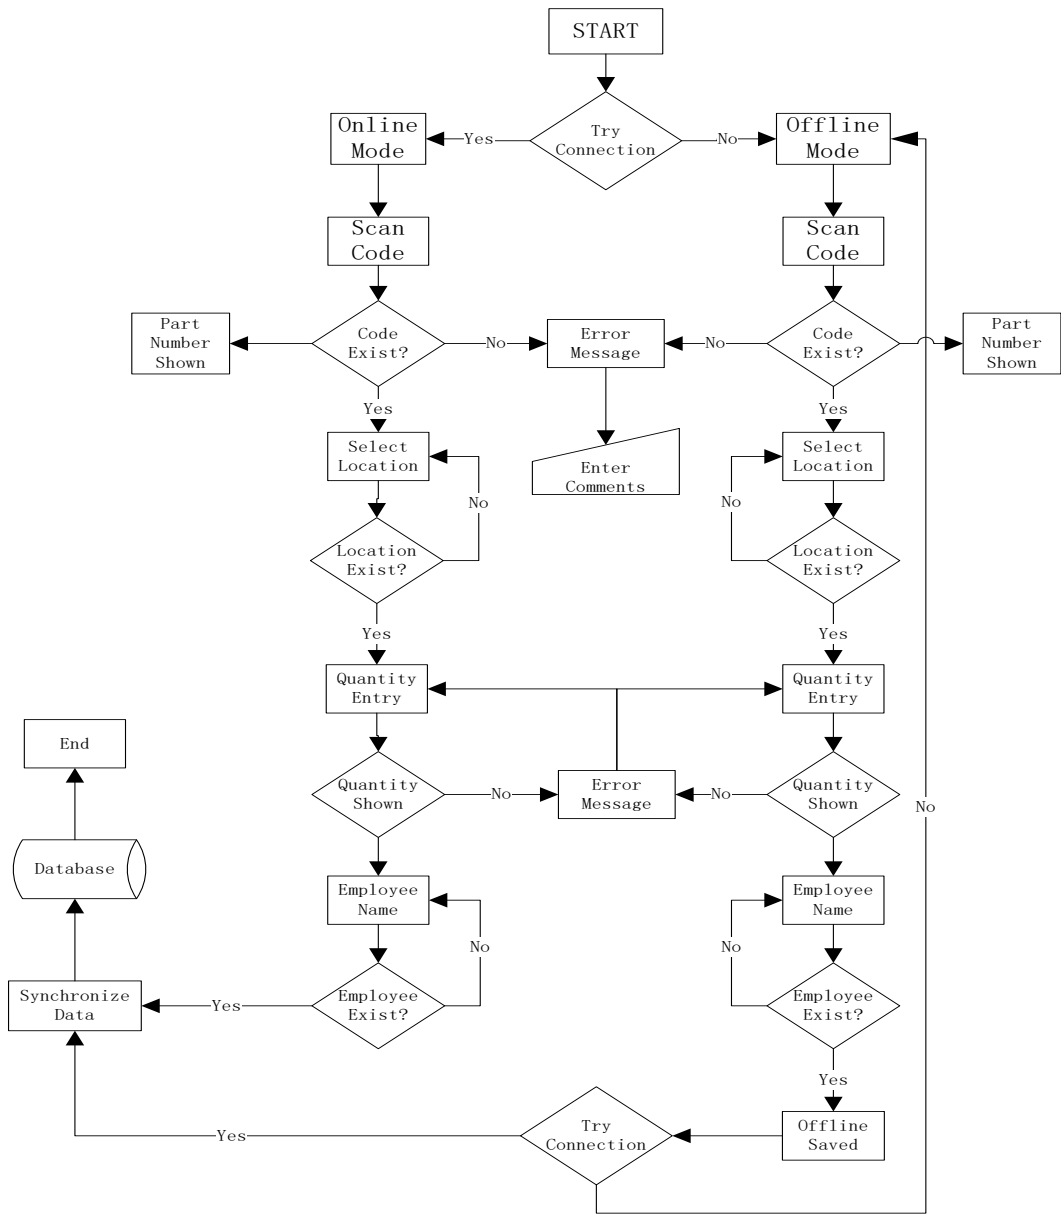 START
Online
Mode
Yes
Try
Connection
No
Offline
Mode
Scan
Code
Scan
Code
Part
Number
Shown
Code
Exist?
No
Error
Message
No
Code
Exist?
Part
Number
Shown
Yes
Yes
Select
Location
Enter
Comments
Select
Location
No
No
Location
Exist?
Location
Exist?
Yes
Yes
Quantity
Entry
Quantity
Entry
End
Quantity
Shown
No
Error
Message
No
Quantity
Shown
No
Database
Employee
Name
Employee
Name
No
No
Synchronize
Data
Yes
Employee
Exist?
Employee
Exist?
Yes
Yes
Try
Connection
Offline
Saved